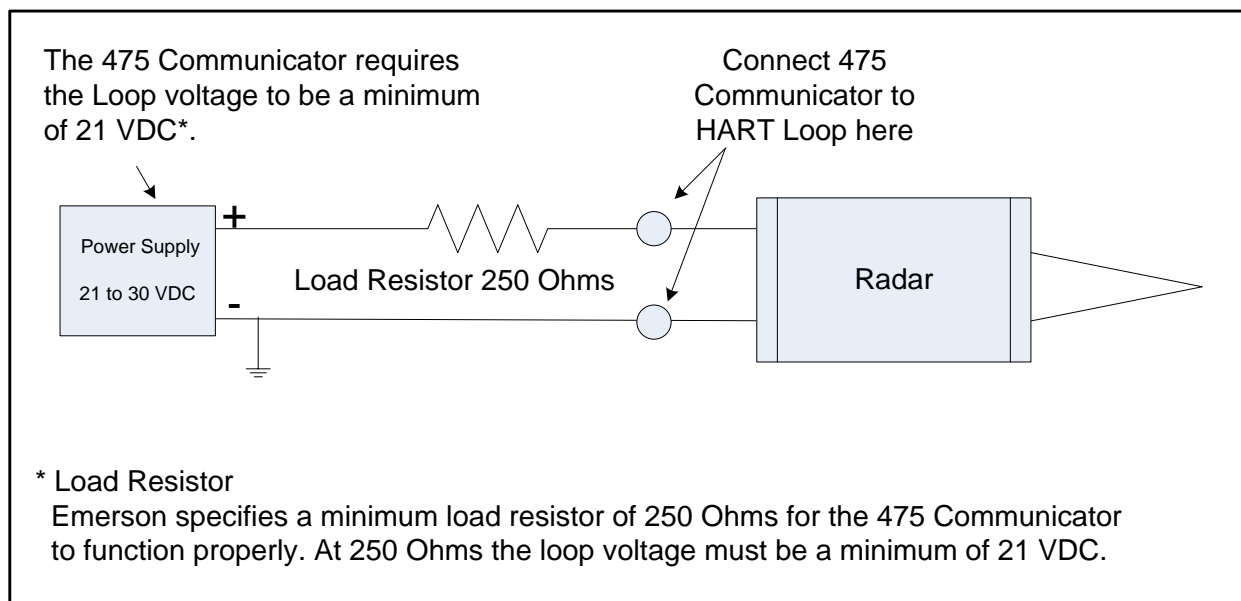 The 475 Communicator requires
the Loop voltage to be a minimum
of 21 VDC*.
Connect 475
Communicator to
HART Loop here
+
Power Supply
21 to 30 VDC
-
Load Resistor 250 Ohms
Radar
* Load Resistor
Emerson specifies a minimum load resistor of 250 Ohms for the 475 Communicator
to function properly. At 250 Ohms the loop voltage must be a minimum of 21 VDC.